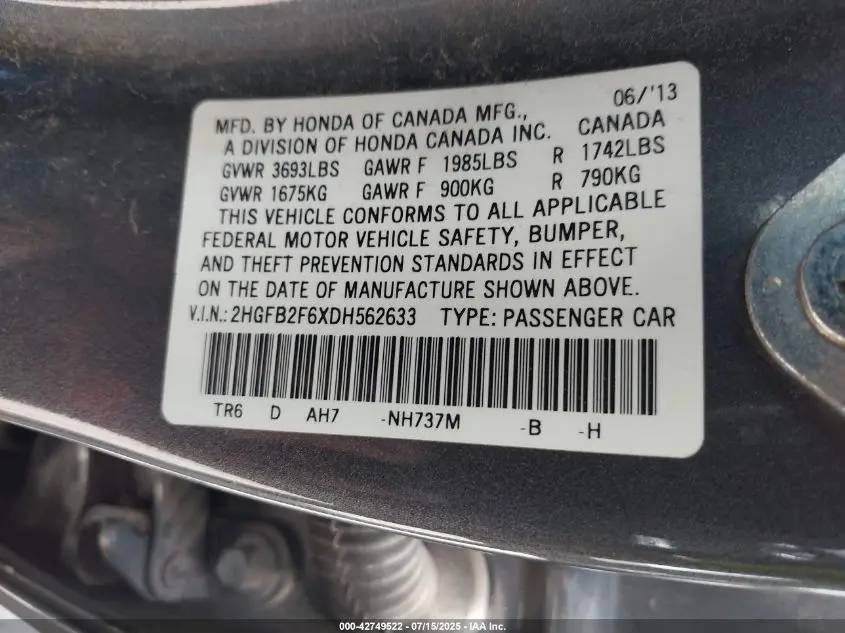 06/'13
MFD. BY HONDA OF CANADA MFG.,
A DIVISION OF HONDA CANADA INC. CANADA
GVWR 3693LBS GAWR F 1985LBS R 1742LBS
GVWR 1675KG GAWR F 900KG R 790KG
THIS VEHICLE CONFORMS TO ALL APPLICABLE
FEDERAL MOTOR VEHICLE SAFETY, BUMPER,
AND THEFT PREVENTION STANDARDS IN EFFECT
ON THE DATE OF MANUFACTURE SHOWN ABOVE.
V.I.N.: 2HGFB2F6XDH562633 TYPE: PASSENGER CAR
TR6 D AH7 -NH737M -B -H
000-42749522 - 07/15/2025 - IAA Inc.